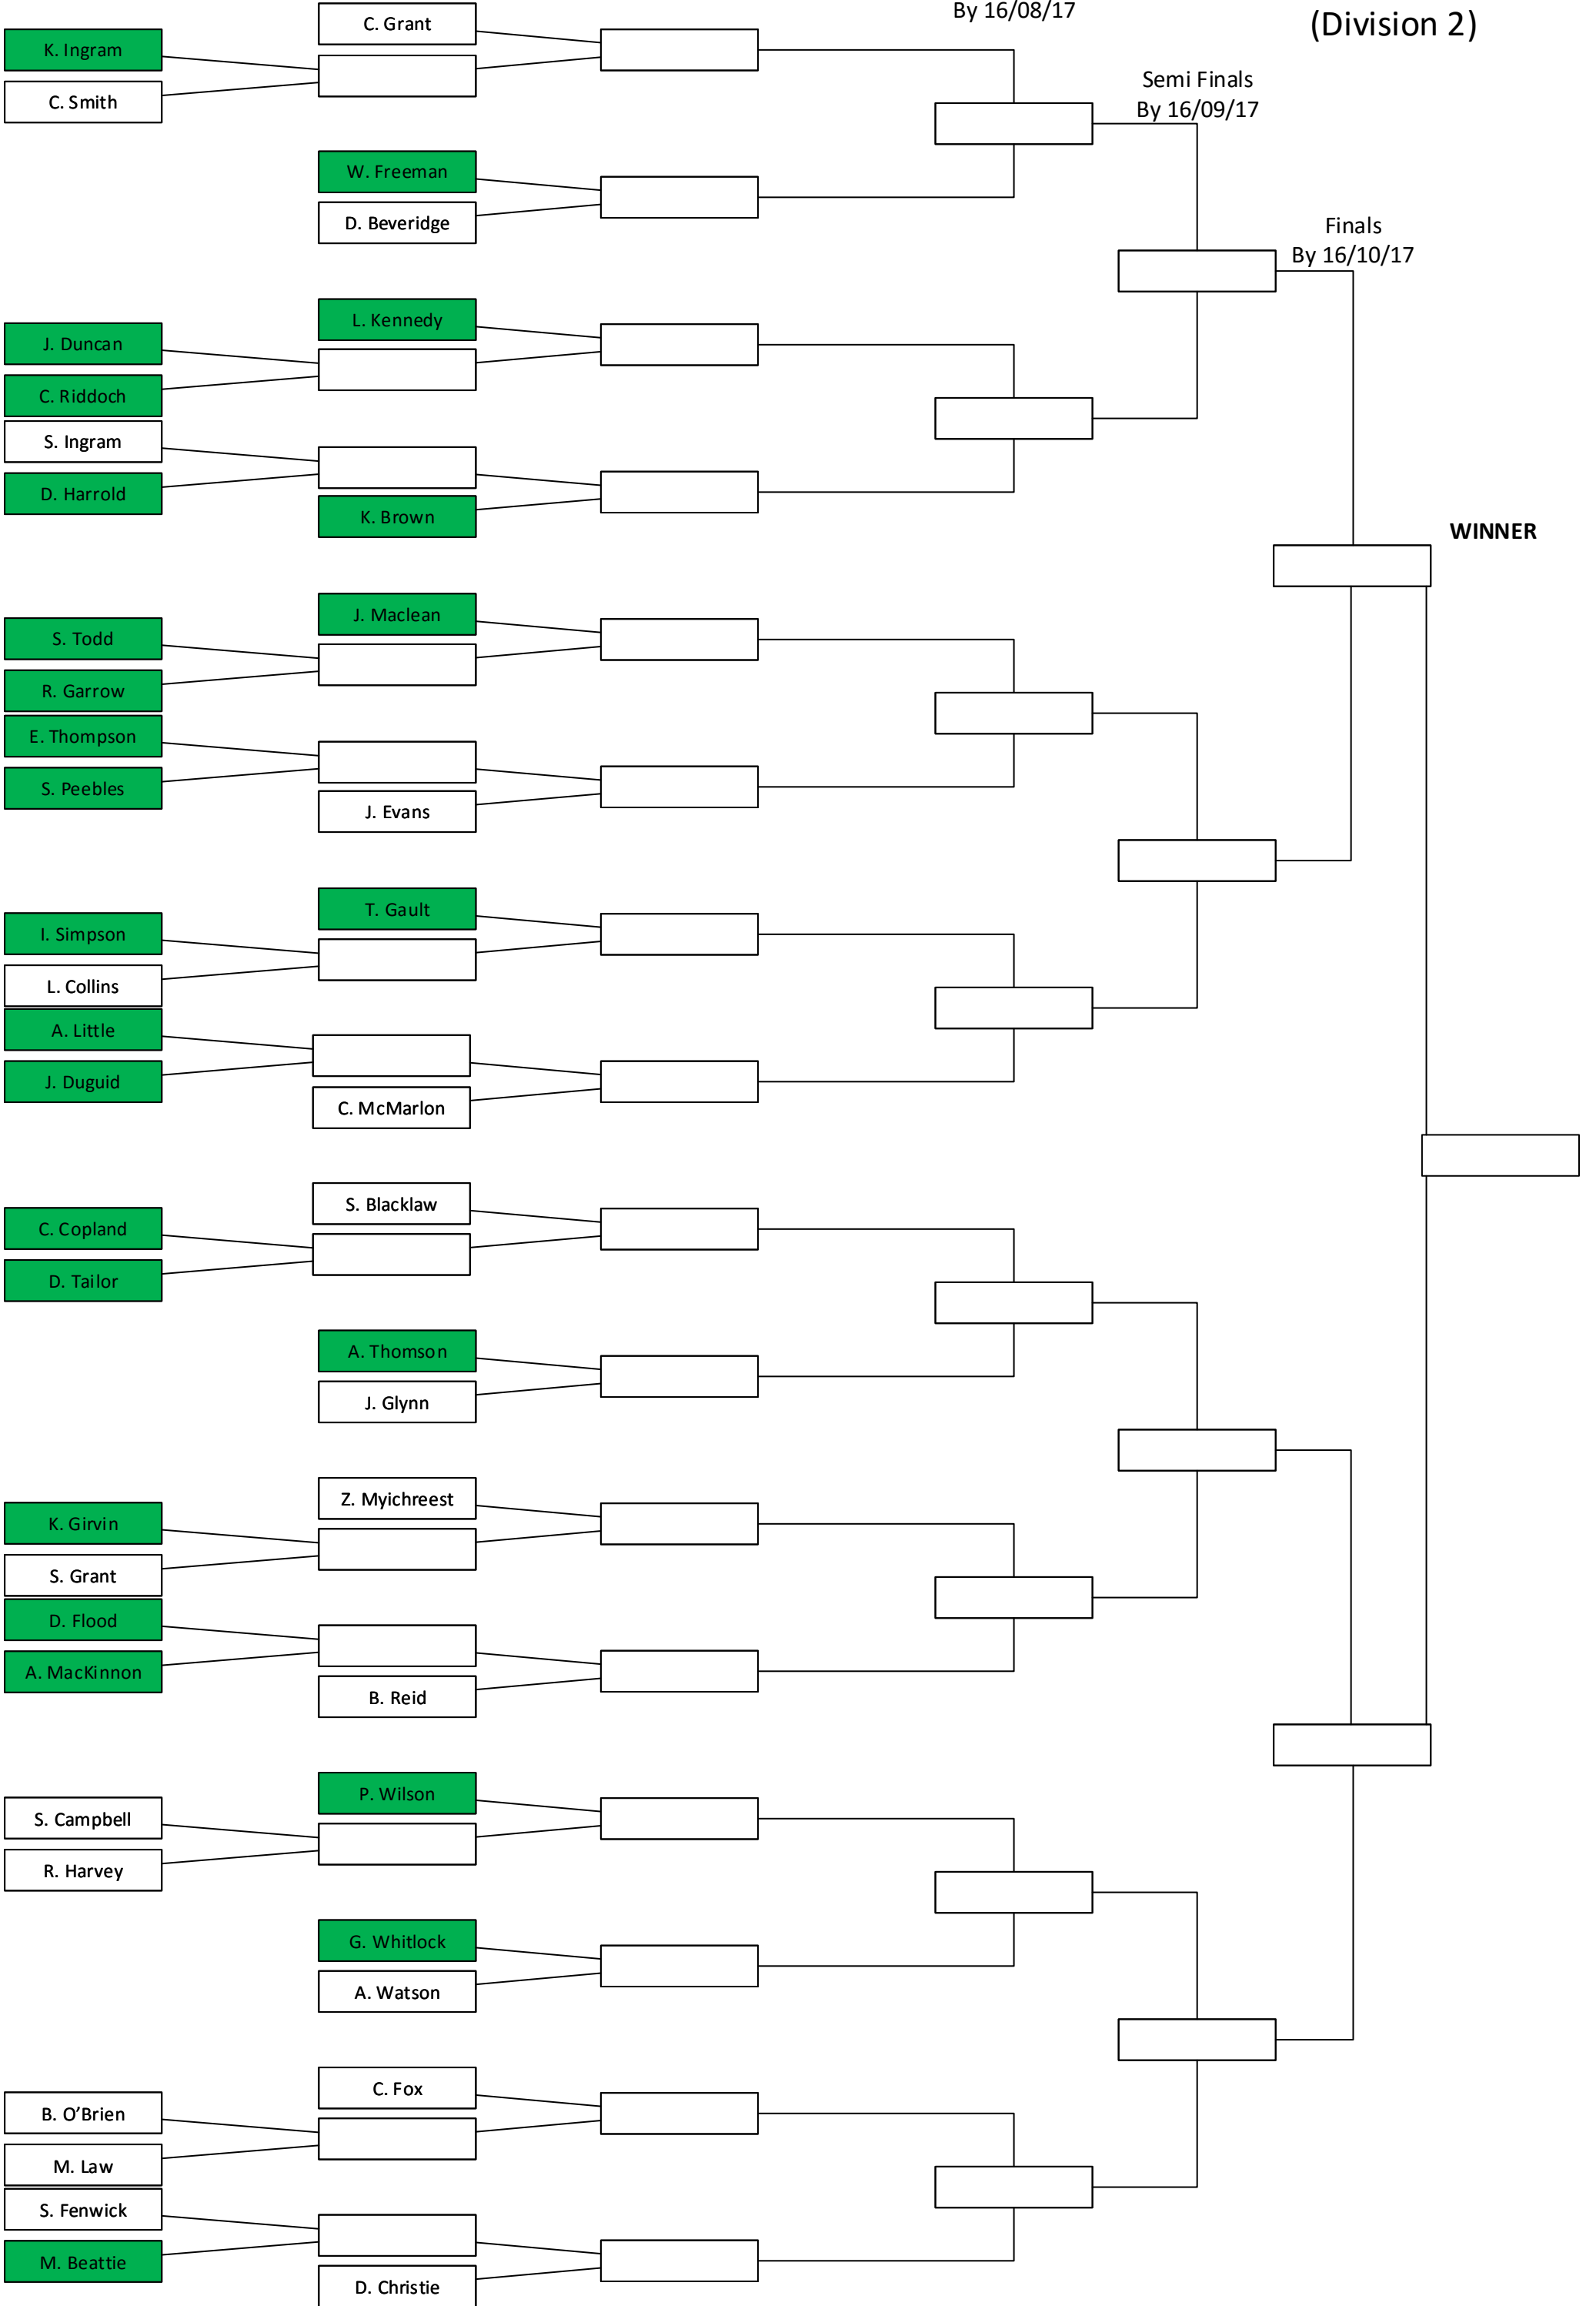 By 16/08/17
(Division 2)
C. Grant
K. Ingram
C. Smith
Semi Finals
By 16/09/17
W. Freeman
D. Beveridge
Finals
By 16/10/17
L. Kennedy
J. Duncan
C. Riddoch
S. Ingram
D. Harrold
K. Brown
WINNER
J. Maclean
S. Todd
R. Garrow
E. Thompson
S. Peebles
J. Evans
T. Gault
I. Simpson
L. Collins
A. Little
J. Duguid
C. McMarlon
S. Blacklaw
C. Copland
D. Tailor
A. Thomson
J. Glynn
Z. Myichreest
K. Girvin
S. Grant
D. Flood
A. MacKinnon
B. Reid
P. Wilson
S. Campbell
R. Harvey
G. Whitlock
A. Watson
C. Fox
B. O’Brien
M. Law
S. Fenwick
M. Beattie
D. Christie